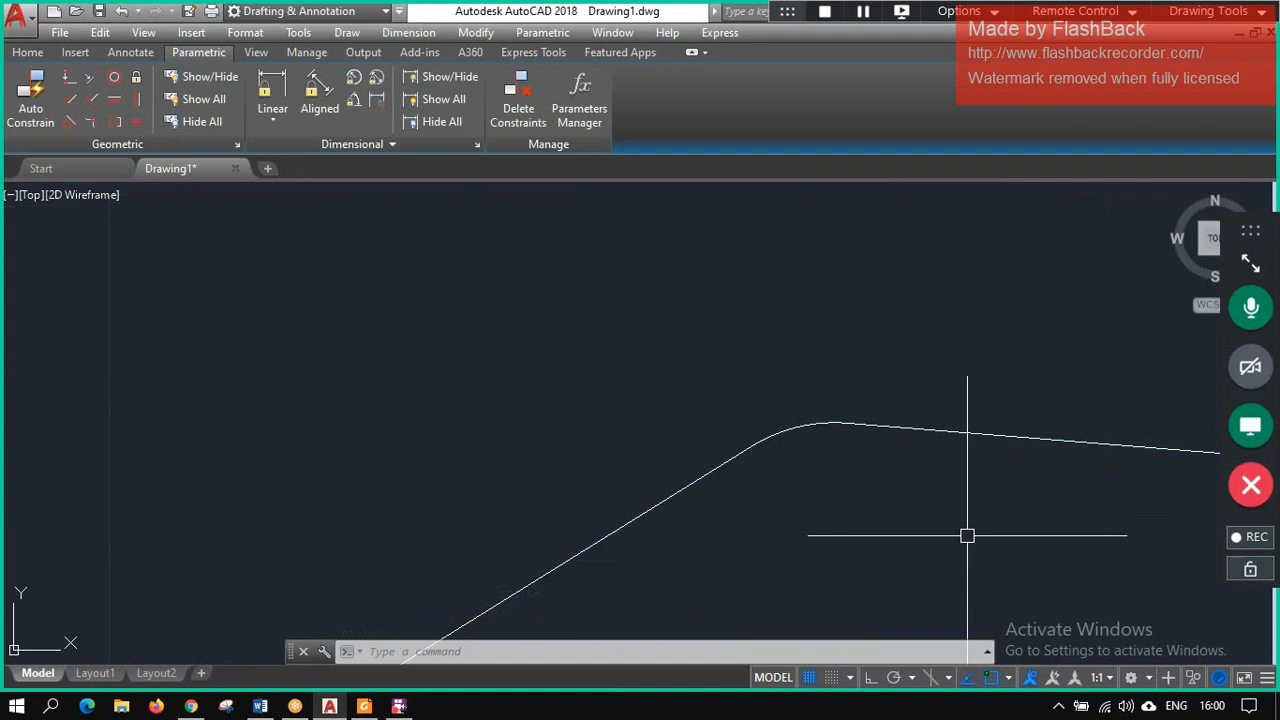 Drafting & Annotation
Autodesk AutoCAD 2018 Drawing1.dwg
Type a key
Options
Remote Control
Drawing Tools
Made by FlashBack
http://www.flashbackrecorder.com/
Watermark removed when fully licensed
File Edit View Insert Format Tools Draw Dimension Modify Parametric Window Help Express
Home Insert Annotate Parametric View Manage Output Add-ins A360 Express Tools Featured Apps
Auto
Constrain
Show/Hide
Show All
Hide All
Geometric
Linear
Aligned
Show/Hide
Show All
Hide All
Dimensional
Delete
Constraints
fx
Parameters
Manager
Manage
Start
Drawing1*
[−][Top][2D Wireframe]
N
W
TO
S
WCS
REC
Y
X
Type a command
Activate Windows
Go to Settings to activate Windows.
Model Layout1 Layout2
MODEL
1:1
ENG
16:00